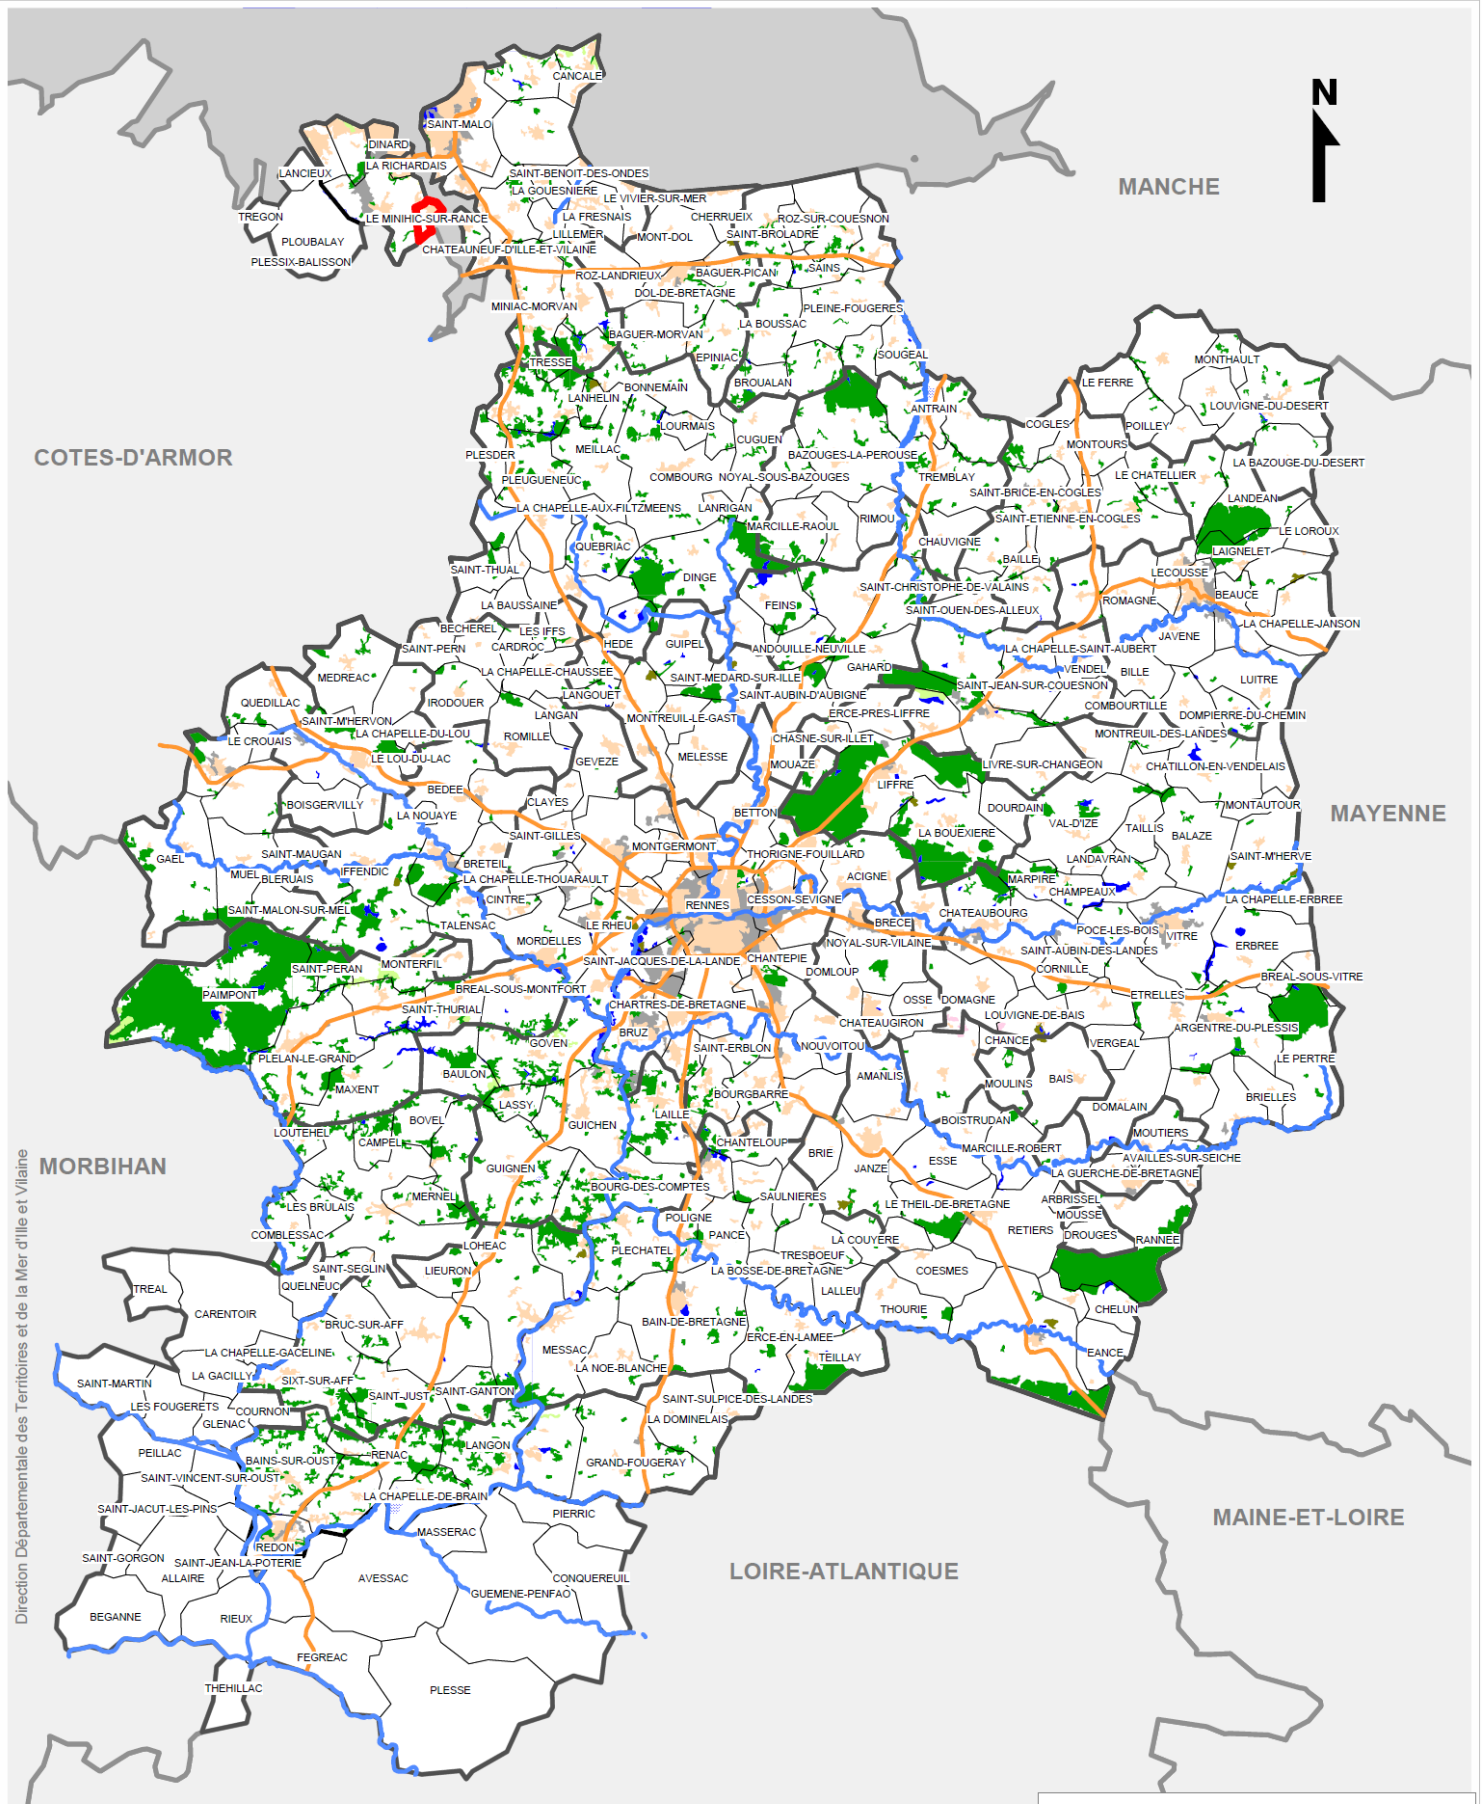 N
CANCALE
SAINT-MALO
DINARD
LA RICHARDAIS
LANCIEUX
SAINT-BENOIT-DES-ONDES
LA GOUESNIERE
MANCHE
LE VIVIER-SUR-MER
TREGON
LE MINIHIC-SUR-RANCE
LA FRESNAIS
CHERRUEIX
ROZ-SUR-COUESNON
LILLEMER
MONT-DOL
SAINT-BROLADRE
PLOUBALAY
CHATEAUNEUF-D'ILLE-ET-VILAINE
PLESSIX-BALISSON
ROZ-LANDRIEUX
BAGUER-PICAN
SAINS
DOL-DE-BRETAGNE
MINIAC-MORVAN
PLEINE-FOUGERES
LA BOUSSAC
BAGUER-MORVAN
TRESSE
EPINIAC
SOUGEAL
MONTHAULT
BONNEMAIN
BROUALAN
LE FERRE
LANHELIN
ANTRAIN
LOUVIGNE-DU-DESERT
LOURMAIS
COGLES
POILLEY
CUGUEN
MONTOURS
COTES-D'ARMOR
PLESDER
MEILLAC
BAZOUGES-LA-PEROUSE
LA BAZOUGE-DU-DESERT
PLEUGUENEUC
COMBOURG
NOYAL-SOUS-BAZOUGES
TREMBLAY
LE CHATELLIER
SAINT-BRICE-EN-COGLES
LANDEAN
LA CHAPELLE-AUX-FILTZMEENS
LANRIGAN
RIMOU
SAINT-ETIENNE-EN-COGLES
MARCILLE-RAOUL
LE LOROUX
QUEBRIAC
CHAUVIGNE
LAIGNELET
SAINT-THUAL
DINGE
BAILLE
LECOUSSE
SAINT-CHRISTOPHE-DE-VALAINS
BEAUCE
LA BAUSSAINE
FEINS
SAINT-OUEN-DES-ALLEUX
ROMAGNE
LA CHAPELLE-JANSON
BECHEREL
LES IFFS
JAVENE
SAINT-PERN
CARDROC
HEDE
GUIPEL
ANDOUILLE-NEUVILLE
LA CHAPELLE-SAINT-AUBERT
MEDREAC
LA CHAPELLE-CHAUSSEE
SAINT-MEDARD-SUR-ILLE
GAHARD
VENDEL
BILLE
LUITRE
QUEDILLAC
IRODOUER
LANGOUET
SAINT-AUBIN-D'AUBIGNE
SAINT-JEAN-SUR-COUESNON
COMBOURTILLE
SAINT-M'HERVON
LANGAN
MONTREUIL-LE-GAST
ERCE-PRES-LIFFRE
DOMPIERRE-DU-CHEMIN
LA CHAPELLE-DU-LOU
ROMILLE
CHASNE-SUR-ILLET
MONTREUIL-DES-LANDES
LE CROUAIS
LE LOU-DU-LAC
GEVEZE
MELESSE
MOUAZE
LIVRE-SUR-CHANGEON
CHATILLON-EN-VENDELAIS
BEDEE
LIFFRE
BOISGERVILLY
CLAYES
DOURDAIN
MONTAUTOUR
MAYENNE
LA NOUAYE
BETTON
VAL-D'IZE
TAILLIS
BALAZE
SAINT-GILLES
LA BOUEXIERE
GAEL
SAINT-MAUGAN
MONTGERMONT
THORIGNE-FOUILLARD
LANDAVRAN
SAINT-M'HERVE
MUEL
BLERUAIS
IFFENDIC
BRETEIL
LA CHAPELLE-THOUARAULT
ACIGNE
MARPIRE
CHAMPEAUX
CINTRE
RENNES
CESSON-SEVIGNE
LA CHAPELLE-ERBREE
SAINT-MALON-SUR-MEL
TALENSAC
LE RHEU
BRECE
CHATEAUBOURG
POCE-LES-BOIS
VITRE
MORDELLES
NOYAL-SUR-VILAINE
SAINT-AUBIN-DES-LANDES
ERBREE
SAINT-PERAN
MONTERFIL
SAINT-JACQUES-DE-LA-LANDE
CHANTEPIE
DOMLOUP
CORNILLE
BREAL-SOUS-VITRE
PAIMPONT
BREAL-SOUS-MONTFORT
ETRELLES
SAINT-THURIAL
CHARTRES-DE-BRETAGNE
OSSE
DOMAGNE
LOUVIGNE-DE-BAIS
CHATEAUGIRON
ARGENTRE-DU-PLESSIS
BRUZ
CHANCE
VERGEAL
GOVEN
SAINT-ERBLON
NOUVOITOU
PLELAN-LE-GRAND
LE PERTRE
BAULON
AMANLIS
MOULINS
BAIS
MAXENT
LASSY
BOURGBARRE
BRIELLES
DOMALAIN
LAILLE
BOVEL
GUICHEN
BOISTRUDAN
LOUTEHEL
CAMPEL
CHANTELOUP
MOUTIERS
BRIE
MARCILLE-ROBERT
AVAILLES-SUR-SEICHE
MORBIHAN
GUIGNEN
JANZE
ESSE
LA GUERCHE-DE-BRETAGNE
MERNEL
BOURG-DES-COMPTES
SAULNIERES
ARBRISSEL
LES BRULAIS
LE THEIL-DE-BRETAGNE
MOUSSE
POLIGNE
RETIERS
COMBLESSAC
PANCE
LA COUYERE
DROUGES
RANNEE
LOHEAC
PLECHATEL
TRESBOEUF
SAINT-SEGLIN
LIEURON
LA BOSSE-DE-BRETAGNE
COESMES
TREAL
QUELNEUC
LALLEU
CARENTOIR
THOURIE
CHELUN
BRUC-SUR-AFF
BAIN-DE-BRETAGNE
ERCE-EN-LAMEE
LA CHAPELLE-GACELINE
MESSAC
TEILLAY
EANCE
LA GACILLY
SIXT-SUR-AFF
LA NOE-BLANCHE
SAINT-MARTIN
SAINT-JUST
SAINT-GANTON
SAINT-SULPICE-DES-LANDES
LES FOUGERETS
COURNON
GLENAC
LA DOMINELAIS
PEILLAC
BAINS-SUR-OUST
RENAC
LANGON
GRAND-FOUGERAY
SAINT-VINCENT-SUR-OUST
SAINT-JACUT-LES-PINS
LA CHAPELLE-DE-BRAIN
PIERRIC
MAINE-ET-LOIRE
MASSERAC
REDON
SAINT-GORGON
SAINT-JEAN-LA-POTERIE
LOIRE-ATLANTIQUE
ALLAIRE
AVESSAC
CONQUEREUIL
GUEMENE-PENFAO
BEGANNE
RIEUX
FEGREAC
THEHILLAC
PLESSE
Direction Départementale des Territoires et de la Mer d'Ille et Vilaine